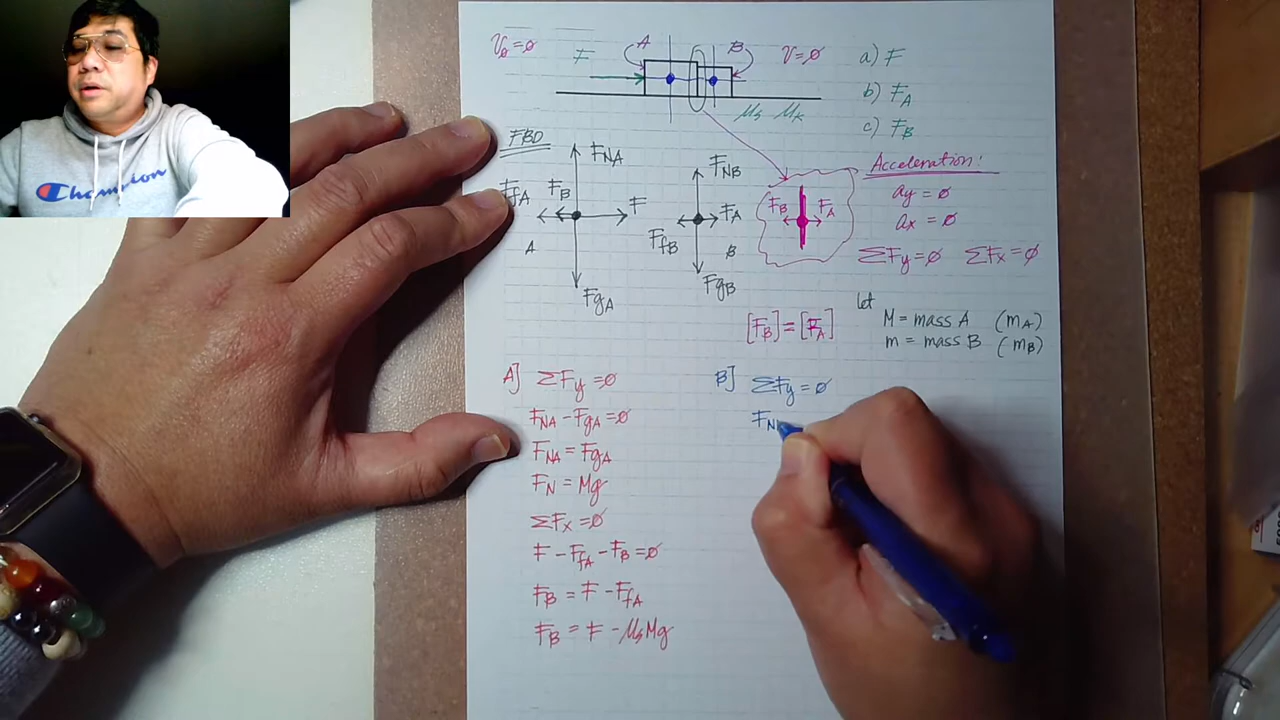 V₀=0 F A B V=0
μs μk
a) F
b) FA
c) FB
FBD
FNA
FfA FB F
A
FgA
FNB
FfB FA
B
FgB
FB FA
Acceleration:
ay = 0
ax = 0
ΣFy=0 ΣFx=0
[FB]=[FA]
let
M = mass A (mA)
m = mass B (mB)
A] ΣFy =0
FNA - FgA =0
FNA = FgA
FN = Mg
ΣFx =0
F - FfA - FB =0
FB = F - FfA
FB = F - μsMg
B] ΣFy =0
FN
Champion